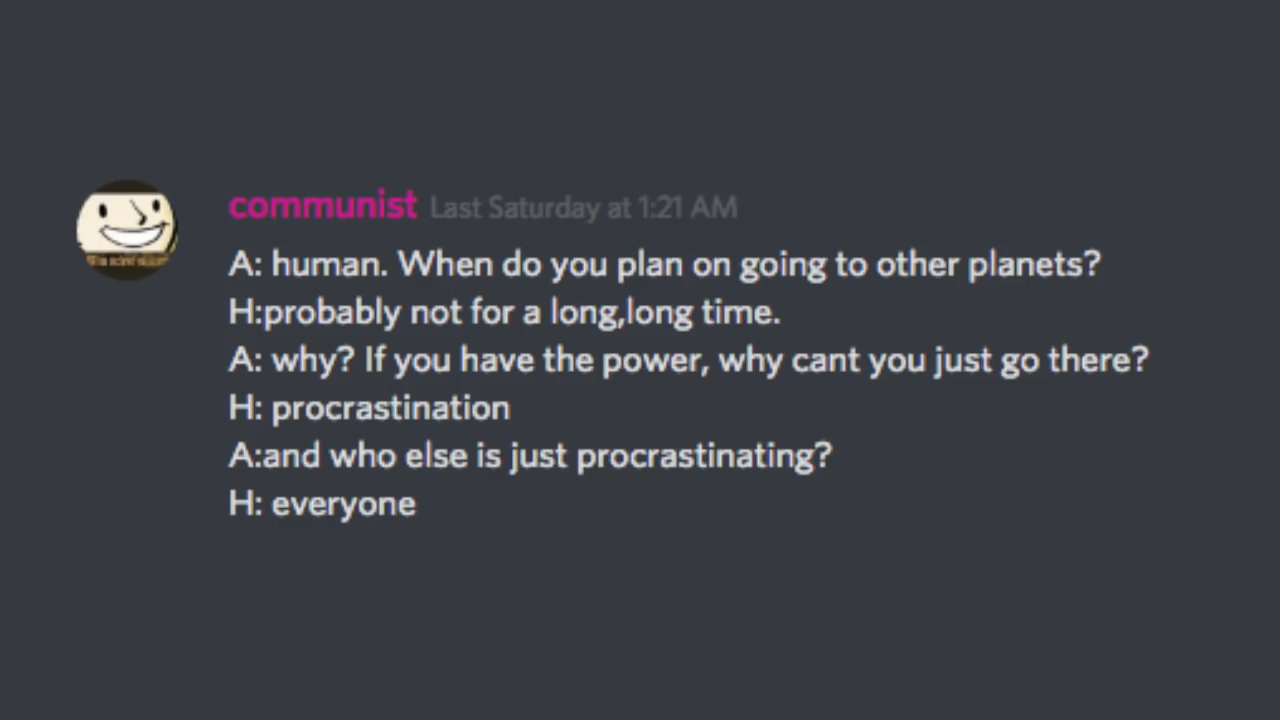 communist Last Saturday at 1:21 AM
A: human. When do you plan on going to other planets?
H:probably not for a long,long time.
A: why? If you have the power, why cant you just go there?
H: procrastination
A:and who else is just procrastinating?
H: everyone